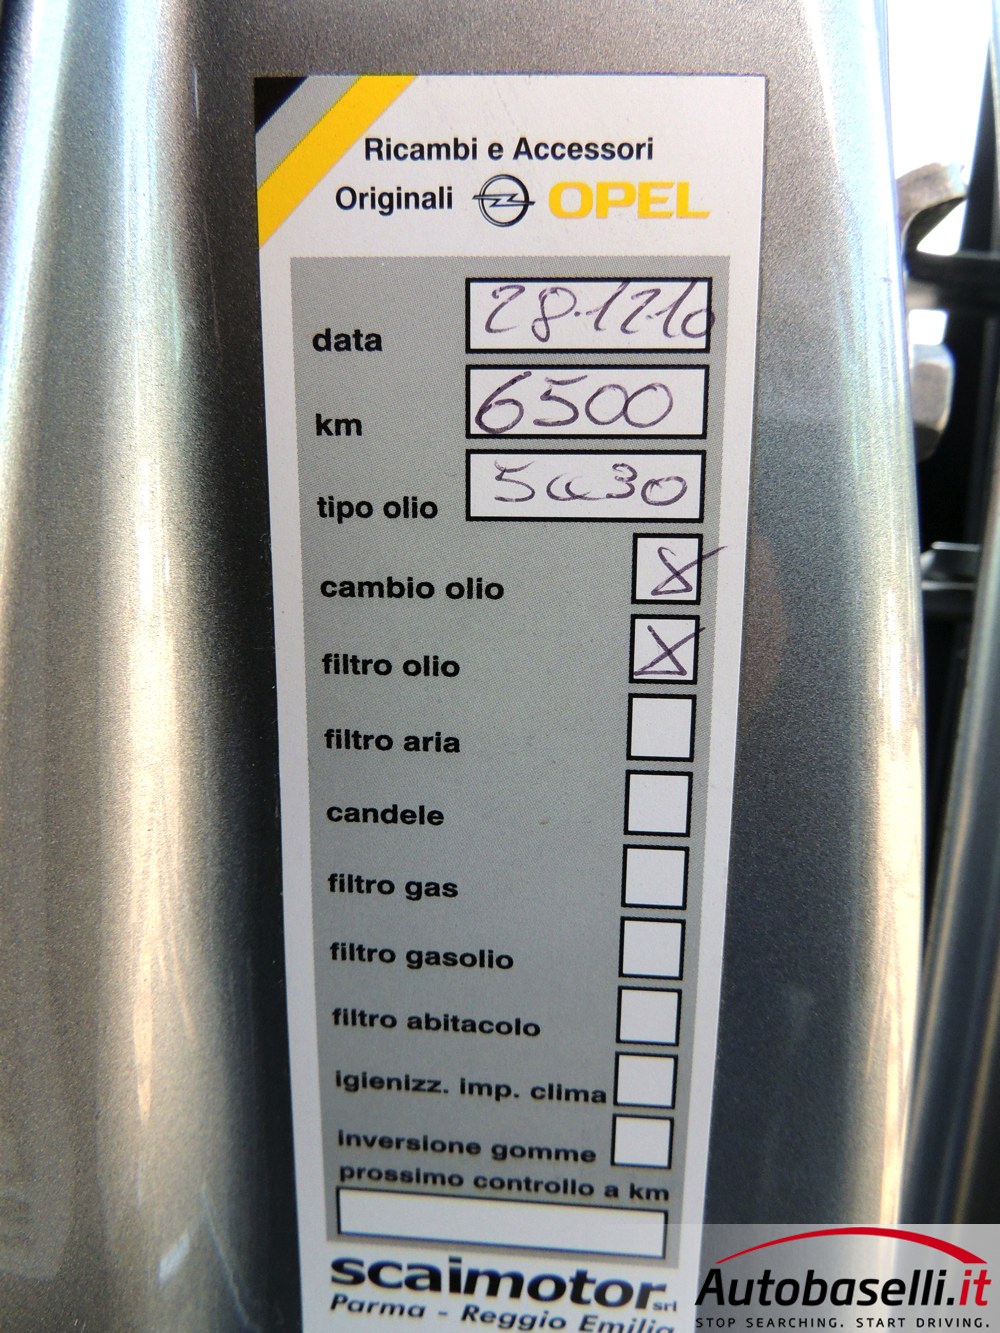 Ricambi e Accessori
Originali OPEL
data 28.12.10
km 6500
tipo olio 5w30
cambio olio X
filtro olio X
filtro aria
candele
filtro gas
filtro gasolio
filtro abitacolo
igienizz. imp. clima
inversione gomme
prossimo controllo a km
scaimotor srl
Parma - Reggio Emilia
Autobaselli.it
STOP SEARCHING. START DRIVING.